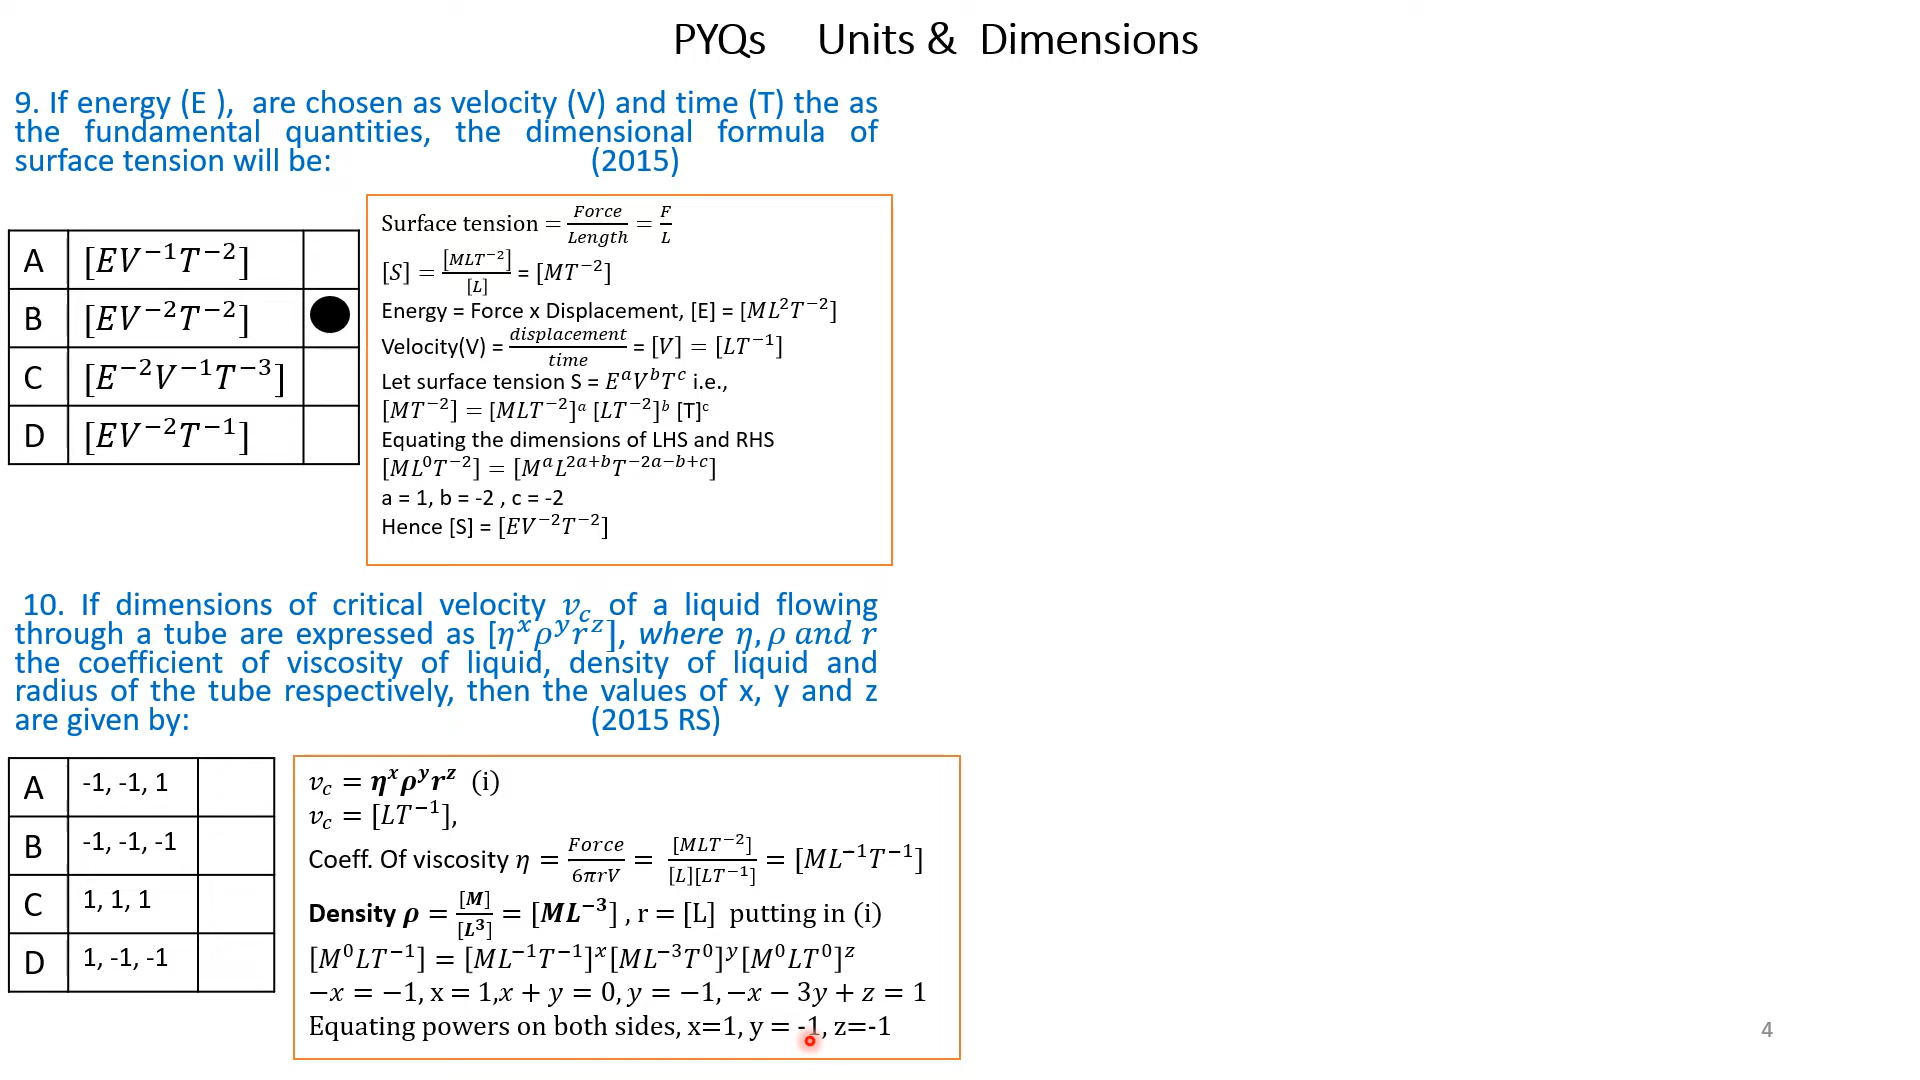 PYQs Units & Dimensions
9. If energy (E ), are chosen as velocity (V) and time (T) the as
the fundamental quantities, the dimensional formula of
surface tension will be: (2015)
A [EV⁻¹T⁻²]
B [EV⁻²T⁻²]
C [E⁻²V⁻¹T⁻³]
D [EV⁻²T⁻¹]
Surface tension = Force/Length = F/L
[S] = [MLT⁻²]/[L] = [MT⁻²]
Energy = Force x Displacement, [E] = [ML²T⁻²]
Velocity(V) = displacement/time = [V] = [LT⁻¹]
Let surface tension S = EᵃVᵇTᶜ i.e.,
[MT⁻²] = [MLT⁻²]ᵃ [LT⁻²]ᵇ [T]ᶜ
Equating the dimensions of LHS and RHS
[ML⁰T⁻²] = [MᵃL²ᵃ⁺ᵇT⁻²ᵃ⁻ᵇ⁺ᶜ]
a = 1, b = -2 , c = -2
Hence [S] = [EV⁻²T⁻²]
10. If dimensions of critical velocity v_c of a liquid flowing
through a tube are expressed as [ηˣρʸrᶻ], where η, ρ and r
the coefficient of viscosity of liquid, density of liquid and
radius of the tube respectively, then the values of x, y and z
are given by: (2015 RS)
A -1, -1, 1
B -1, -1, -1
C 1, 1, 1
D 1, -1, -1
v_c = ηˣρʸrᶻ (i)
v_c = [LT⁻¹],
Coeff. Of viscosity η = Force/6πrV = [MLT⁻²]/[L][LT⁻¹] = [ML⁻¹T⁻¹]
Density ρ = [M]/[L³] = [ML⁻³] , r = [L] putting in (i)
[M⁰LT⁻¹] = [ML⁻¹T⁻¹]ˣ[ML⁻³T⁰]ʸ[M⁰LT⁰]ᶻ
−x = −1, x = 1,x + y = 0, y = −1, −x − 3y + z = 1
Equating powers on both sides, x=1, y = -1, z=-1
4